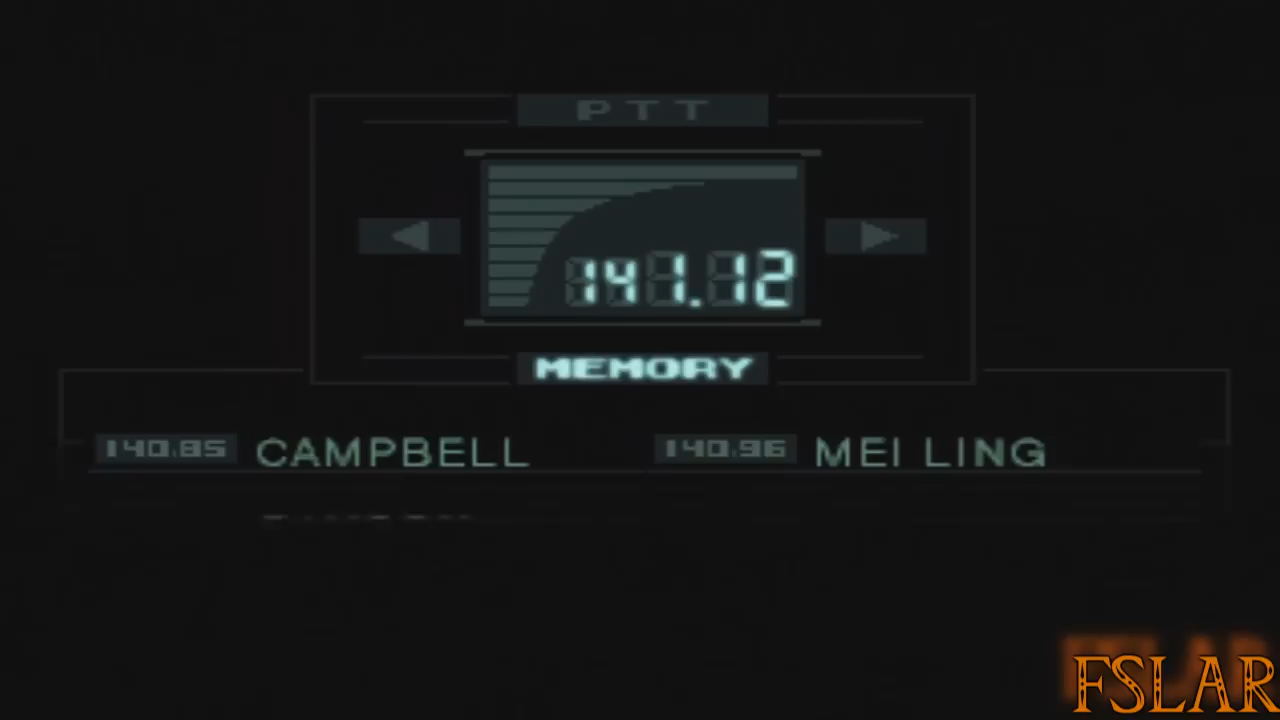 PTT
141.12
MEMORY
140.85 CAMPBELL 140.96 MEI LING
FSLAR